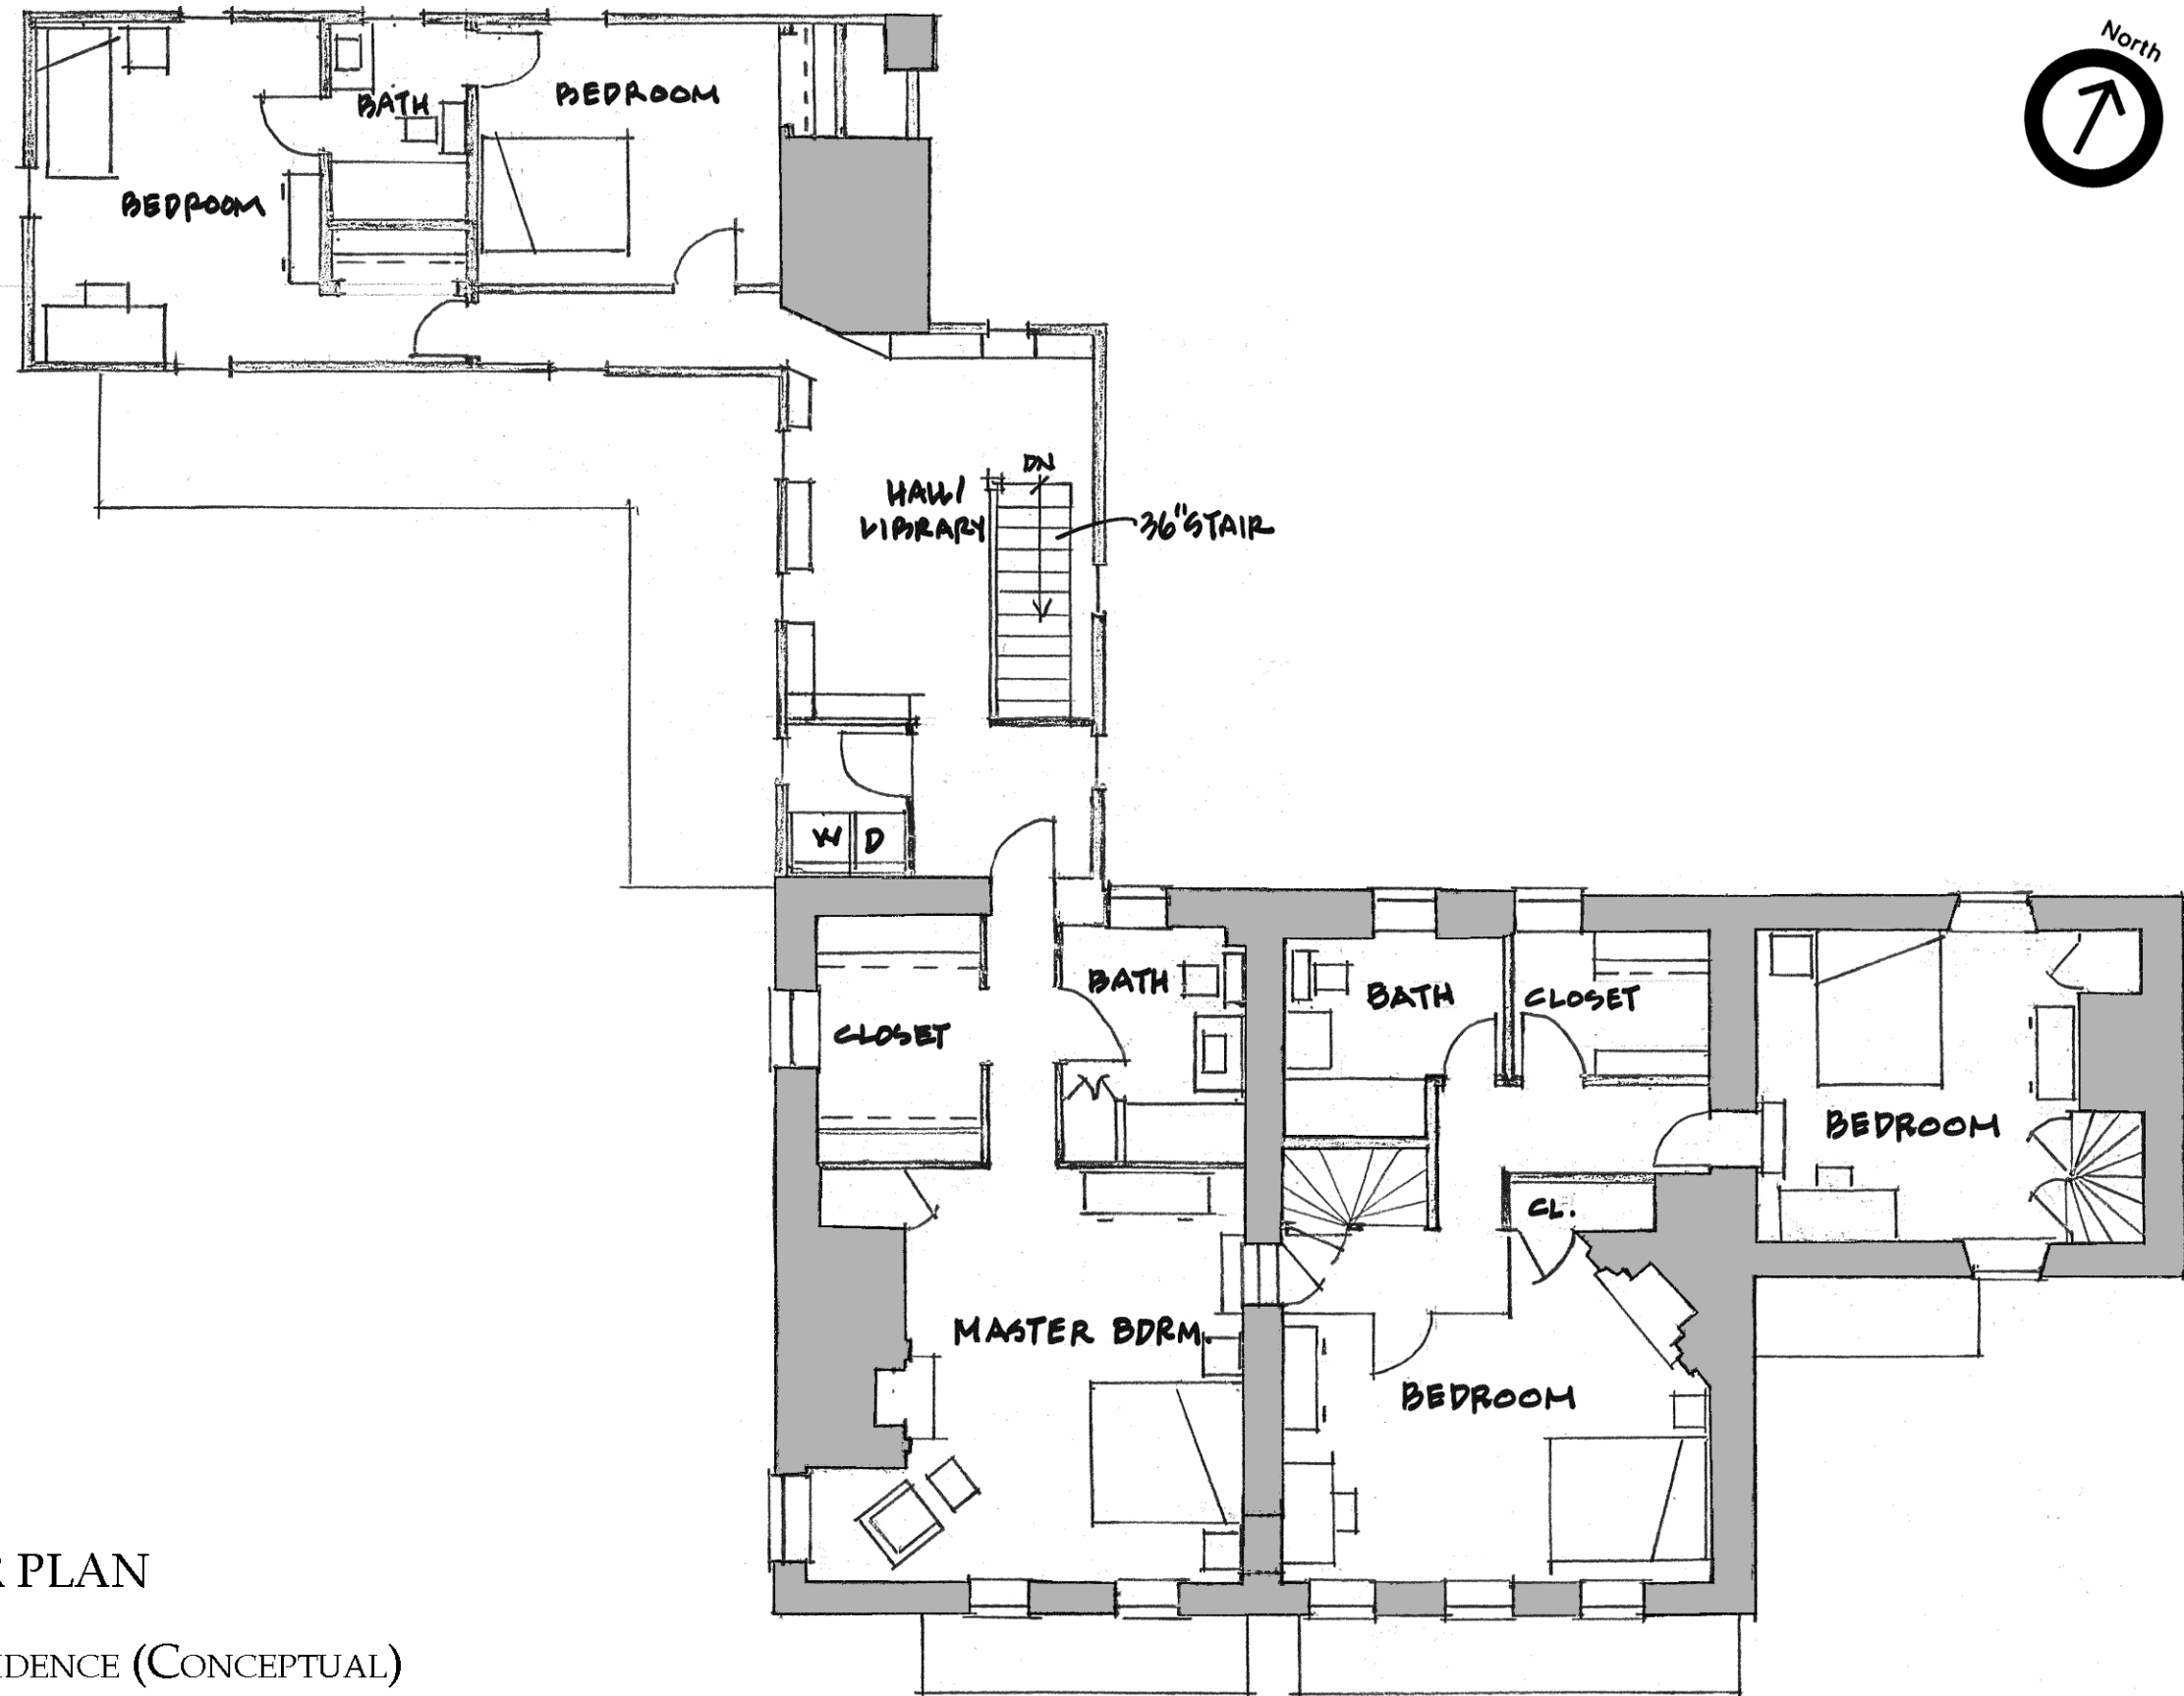 North
BATH
BEDROOM
BEDROOM
DN
HALL/
LIBRARY
36" STAIR
W D
BATH
BATH
CLOSET
CLOSET
BEDROOM
CL.
MASTER BDRM.
BEDROOM
R PLAN
IDENCE (CONCEPTUAL)